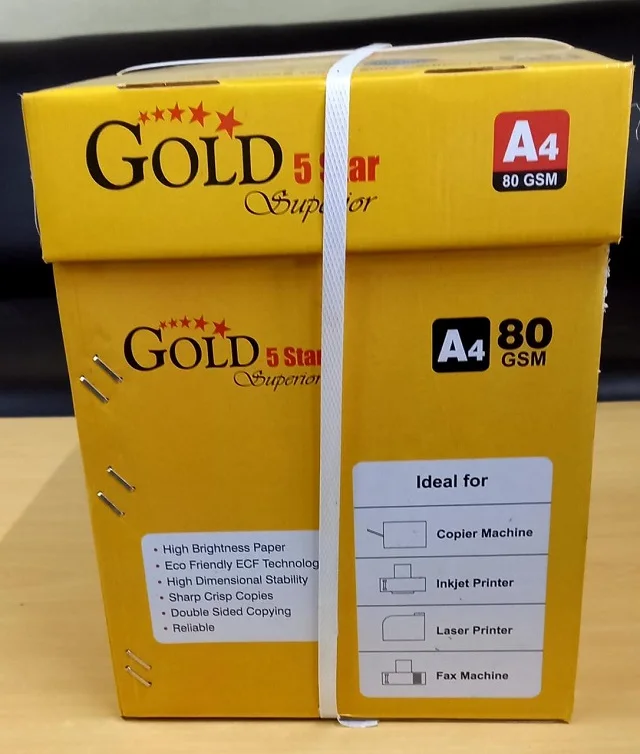 GOLD 5 Star
Superior
A4
80 GSM
GOLD 5 Star
Superior
A4 80
GSM
• High Brightness Paper
• Eco Friendly ECF Technolog
• High Dimensional Stability
• Sharp Crisp Copies
• Double Sided Copying
• Reliable
Ideal for
Copier Machine
Inkjet Printer
Laser Printer
Fax Machine